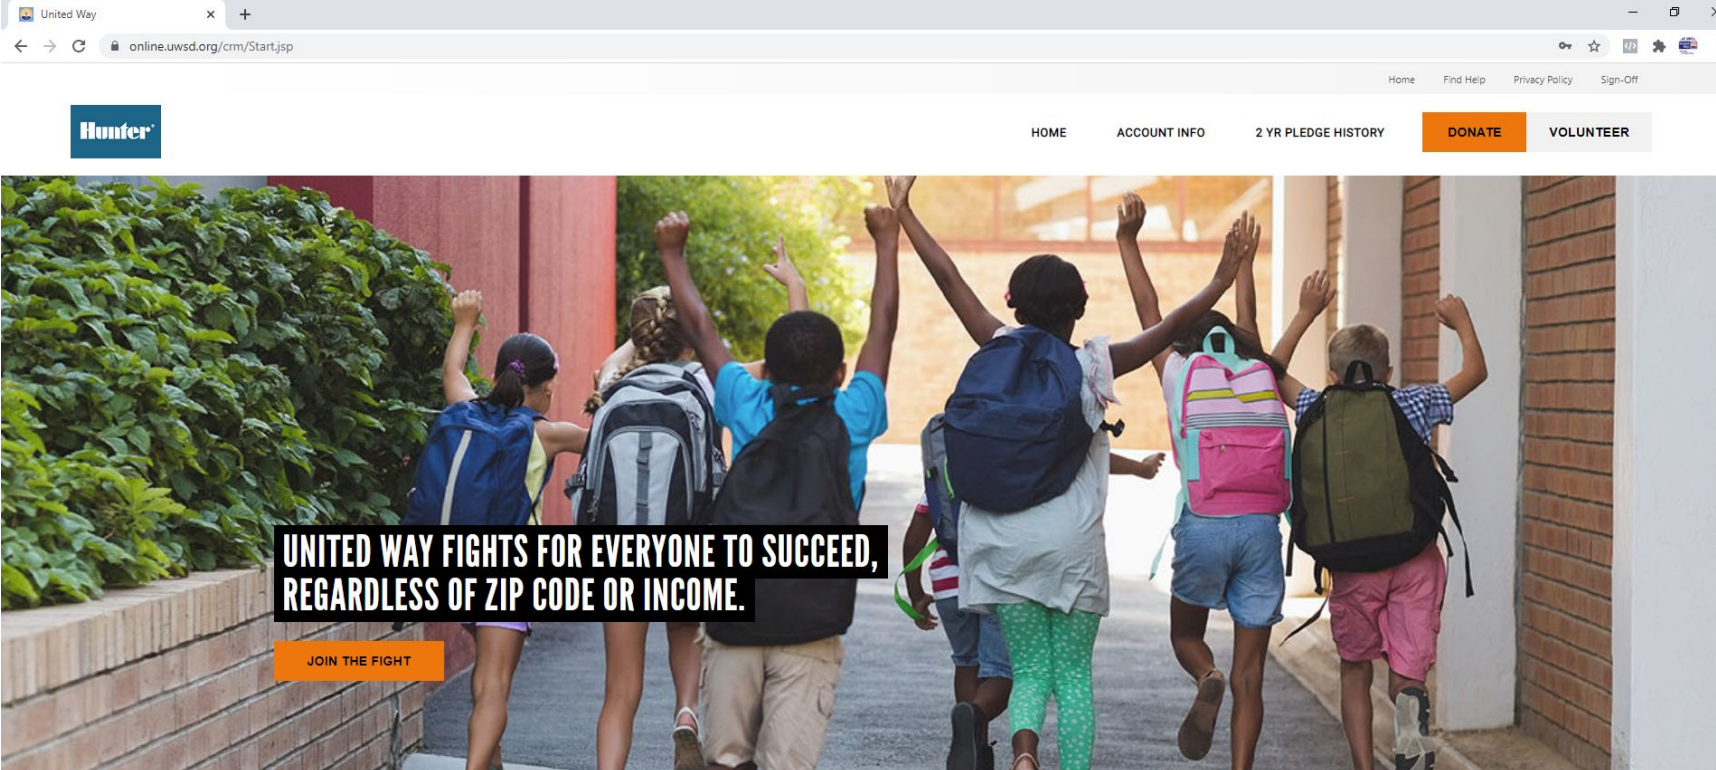 United Way
online.uwsd.org/crm/Start.jsp
Home Find Help Privacy Policy Sign-Off
Hunter®
HOME ACCOUNT INFO 2 YR PLEDGE HISTORY DONATE VOLUNTEER
UNITED WAY FIGHTS FOR EVERYONE TO SUCCEED,
REGARDLESS OF ZIP CODE OR INCOME.
JOIN THE FIGHT